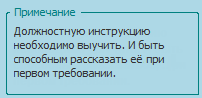 Примечание
Должностную инструкцию
необходимо выучить. И быть
способным рассказать её при
первом требовании.